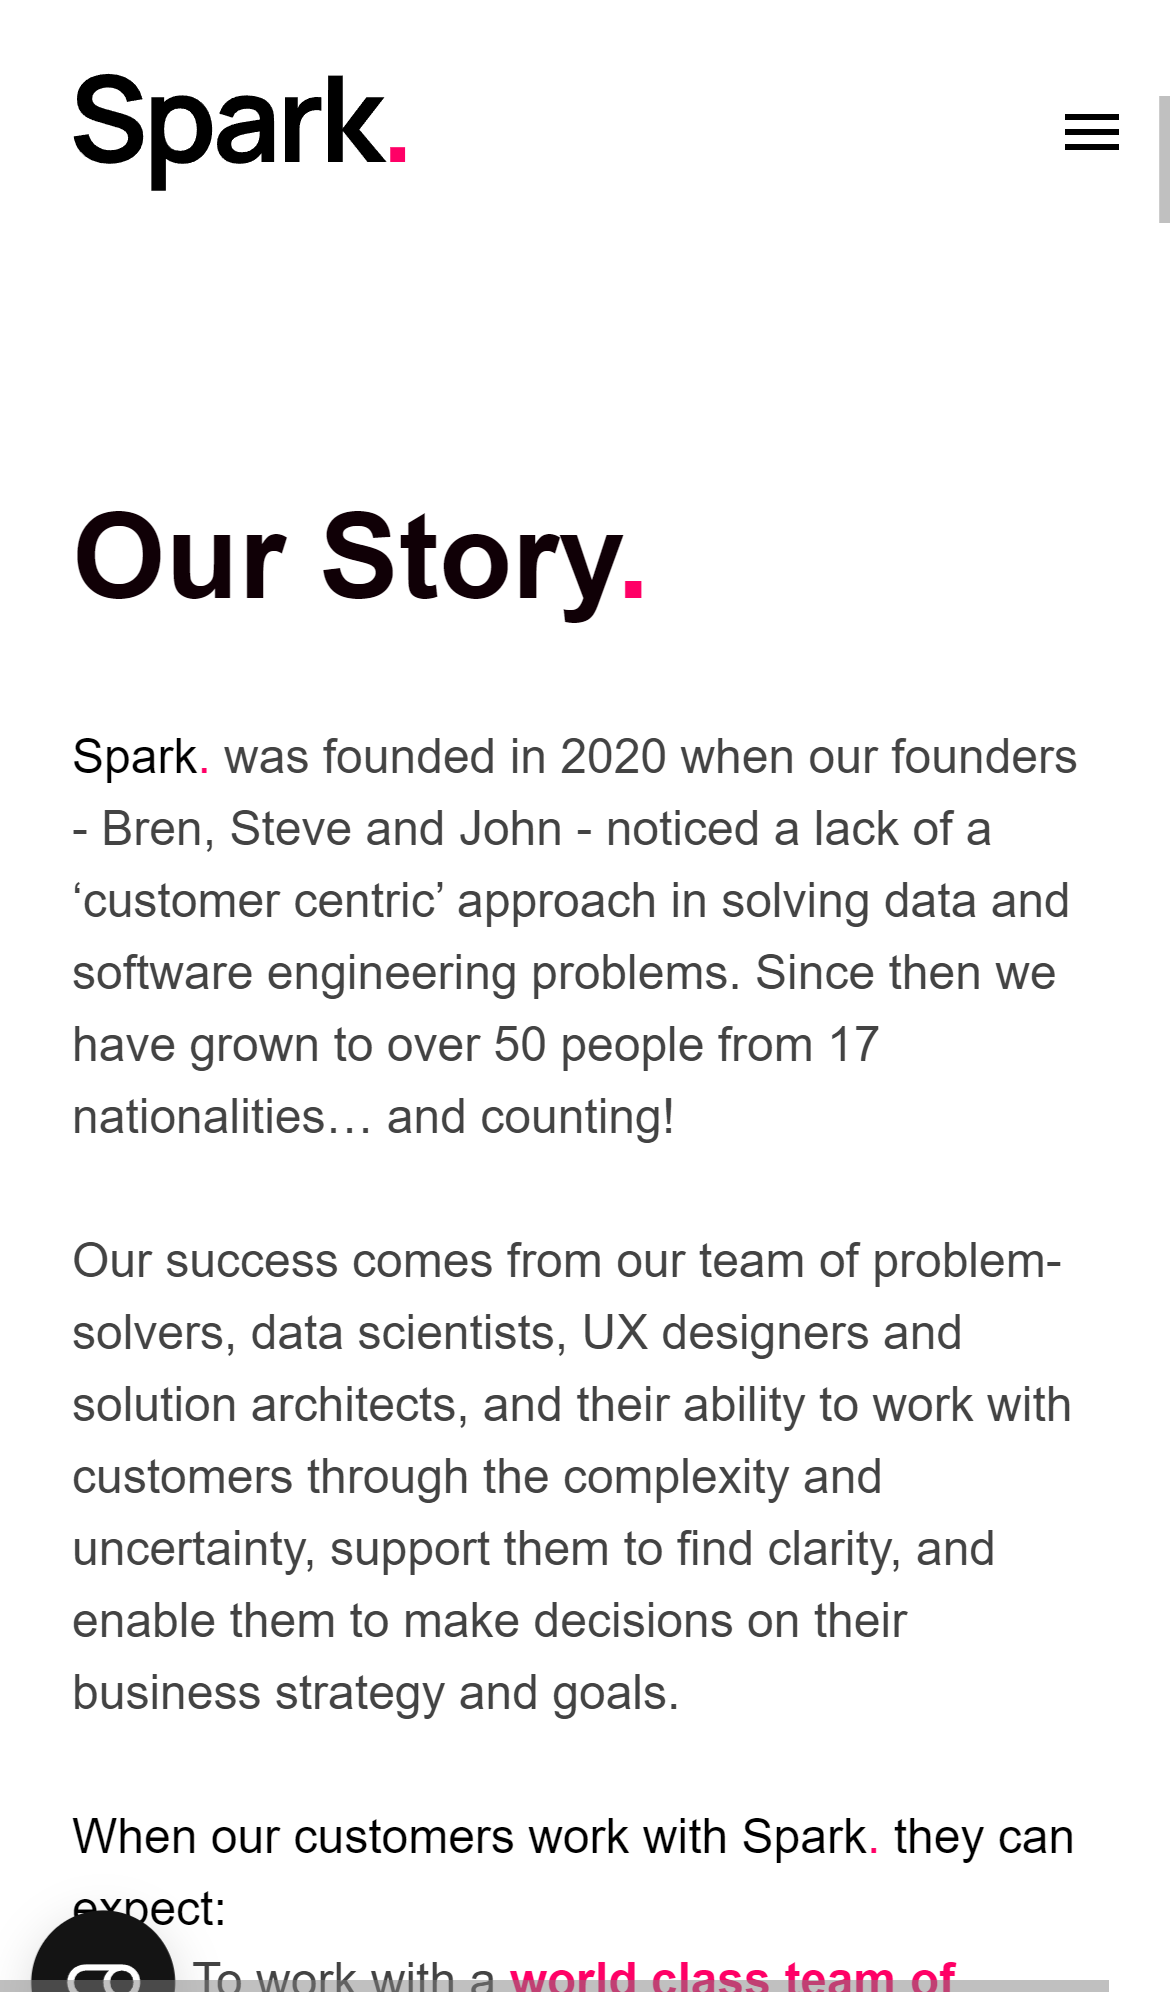 Spark.
Our Story.
Spark. was founded in 2020 when our founders
- Bren, Steve and John - noticed a lack of a
‘customer centric’ approach in solving data and
software engineering problems. Since then we
have grown to over 50 people from 17
nationalities… and counting!
Our success comes from our team of problem-
solvers, data scientists, UX designers and
solution architects, and their ability to work with
customers through the complexity and
uncertainty, support them to find clarity, and
enable them to make decisions on their
business strategy and goals.
When our customers work with Spark. they can
expect:
To work with a world class team of